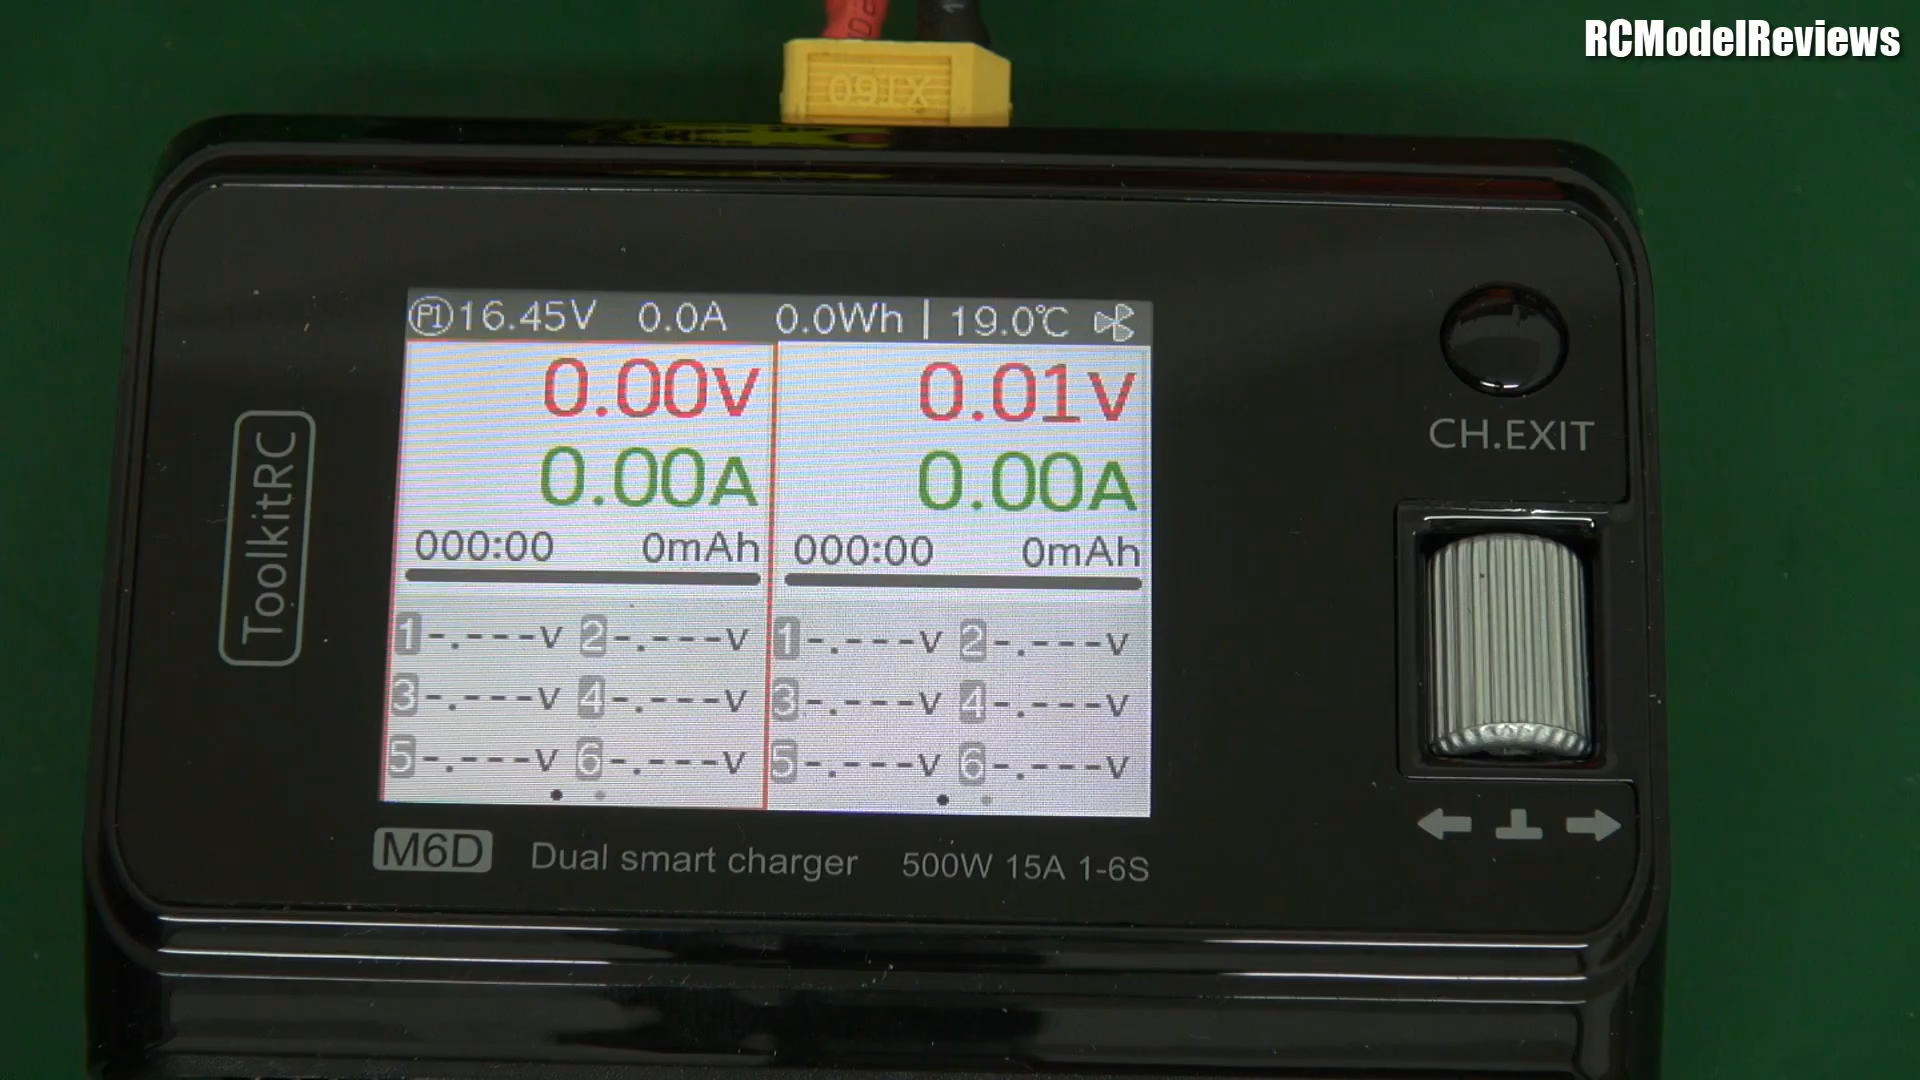 RCModelReviews
XT60
P1 16.45V 0.0A 0.0Wh | 19.0℃
0.00V 0.01V
0.00A 0.00A
000:00 0mAh 000:00 0mAh
1 -.---V 2 -.---V 1 -.---V 2 -.---V
3 -.---V 4 -.---V 3 -.---V 4 -.---V
5 -.---V 6 -.---V 5 -.---V 6 -.---V
CH.EXIT
ToolkitRC
M6D Dual smart charger 500W 15A 1-6S